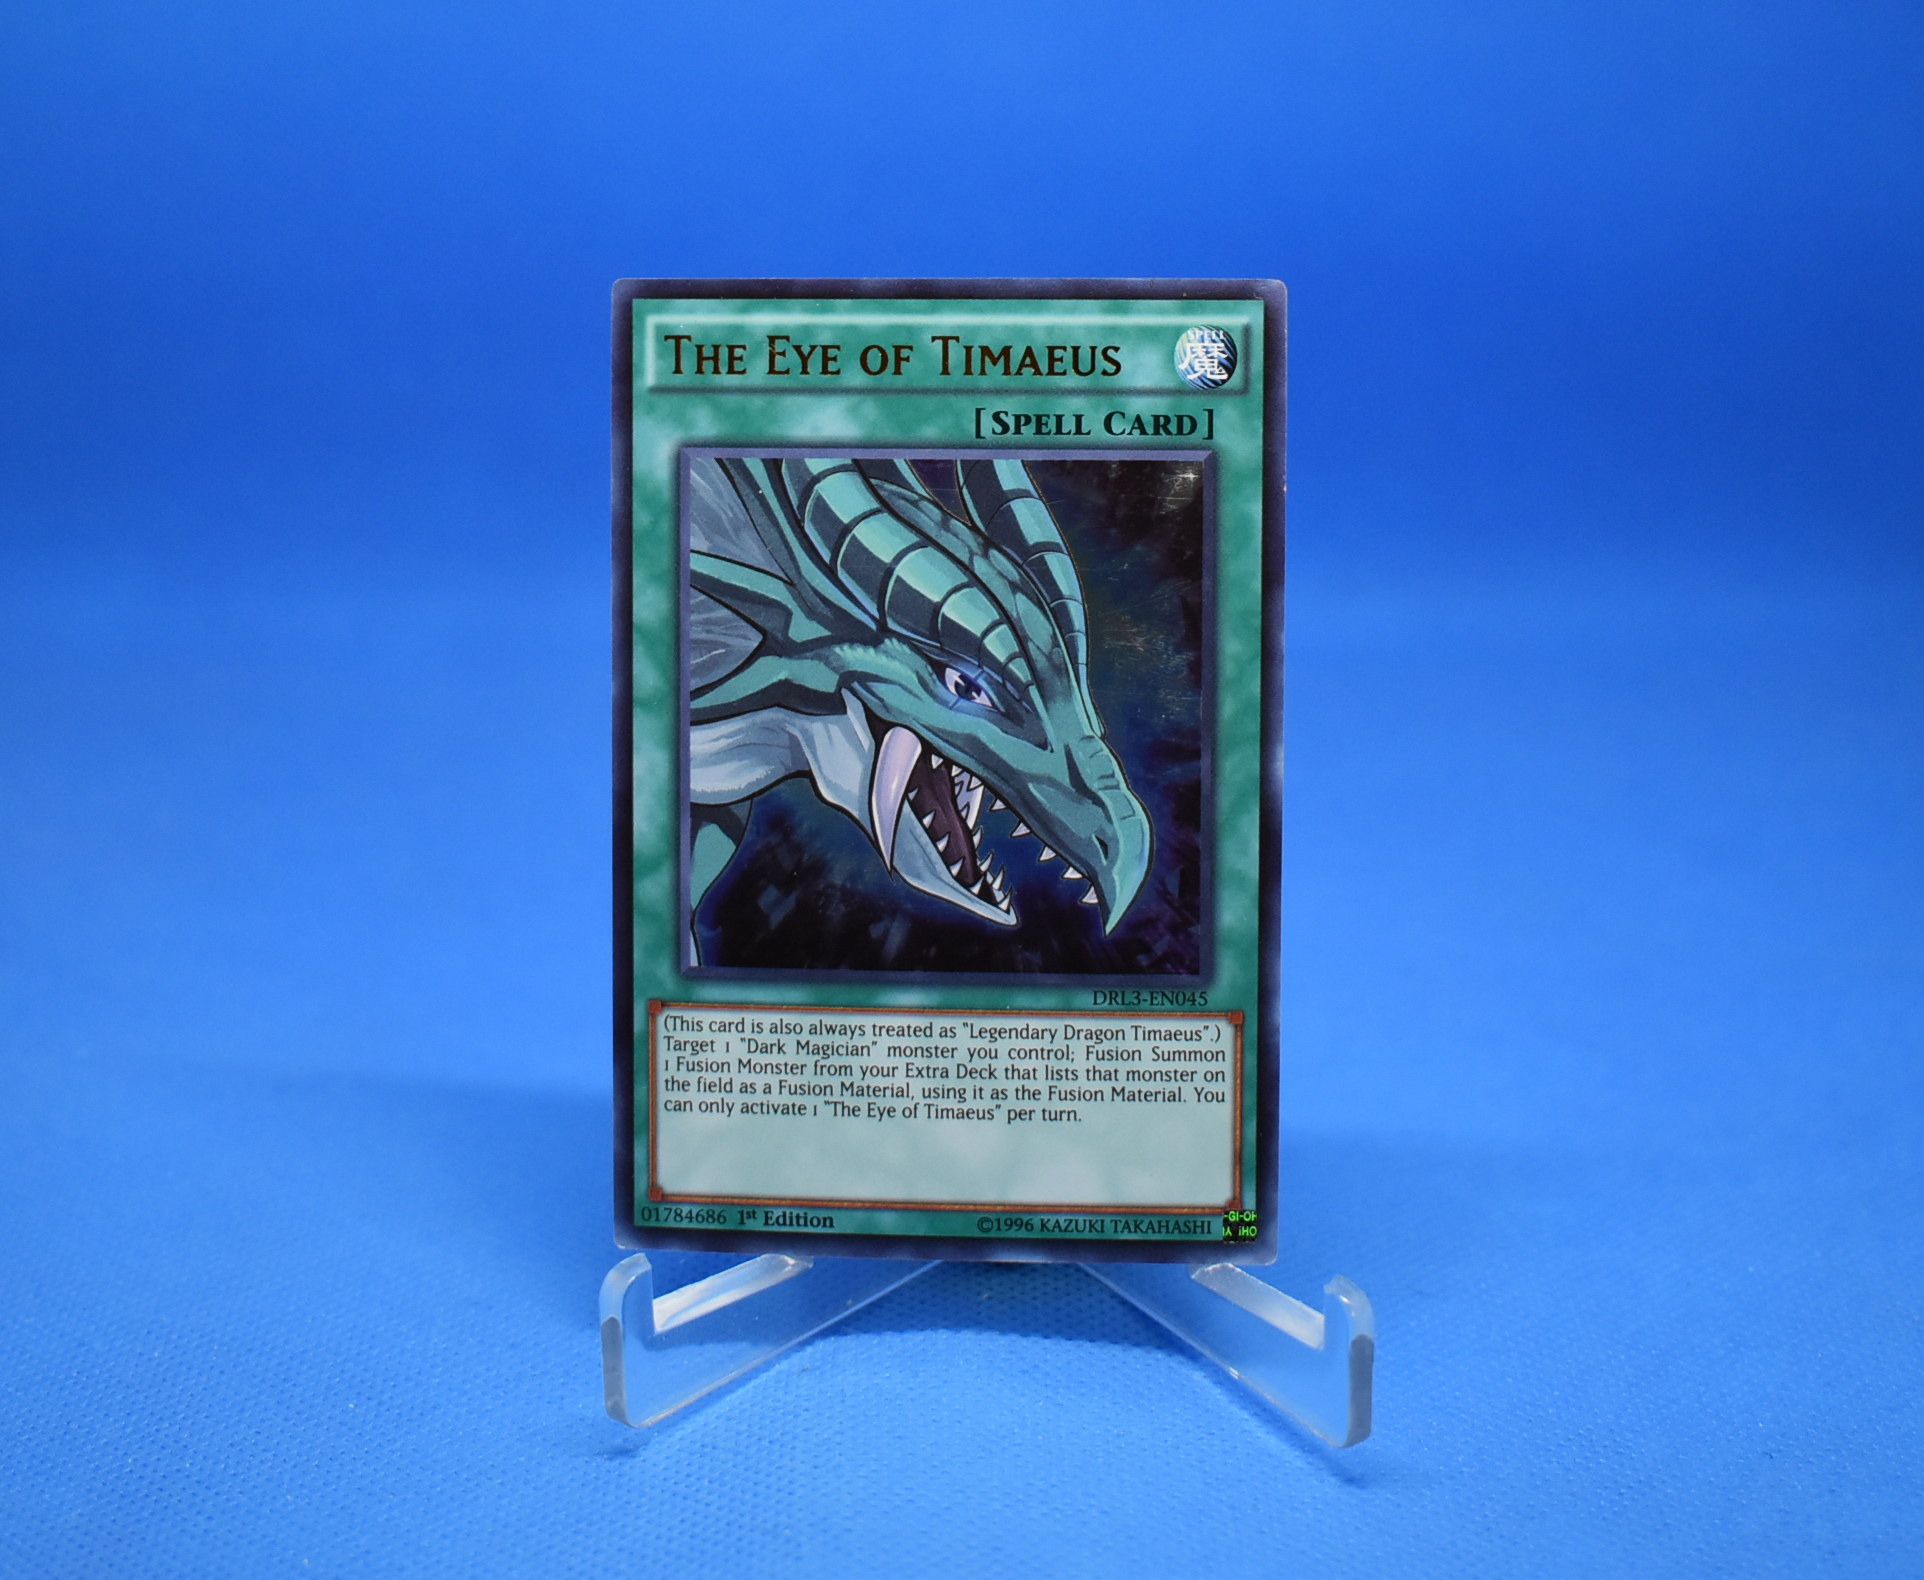 THE EYE OF TIMAEUS
SPELL
魔
[SPELL CARD]
DRL3-EN045
(This card is also always treated as "Legendary Dragon Timaeus".)
Target 1 "Dark Magician" monster you control; Fusion Summon
1 Fusion Monster from your Extra Deck that lists that monster on
the field as a Fusion Material, using it as the Fusion Material. You
can only activate 1 "The Eye of Timaeus" per turn.
01784686 1st Edition
©1996 KAZUKI TAKAHASHI